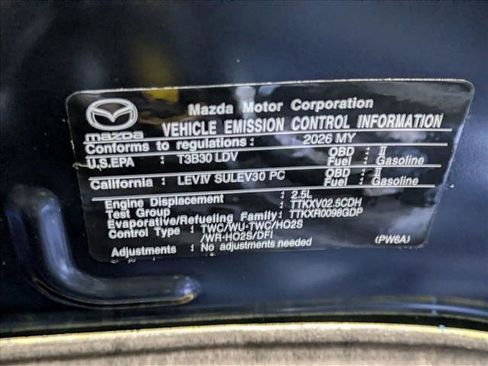 Mazda Motor Corporation
mazda
VEHICLE EMISSION CONTROL INFORMATION
Conforms to regulations : 2026 MY
U.S.EPA : T3B30 LDV OBD : II
Fuel : Gasoline
California : LEVIV SULEV30 PC OBD : II
Fuel : Gasoline
Engine Displacement : 2.5L
Test Group : TTKXV02.5CDH
Evaporative/Refueling Family: TTKXR0098GDP
Control Type : TWC/WU-TWC/HO2S
/WR-HO2S/DFI
Adjustments : No adjustments needed
(PW6A)